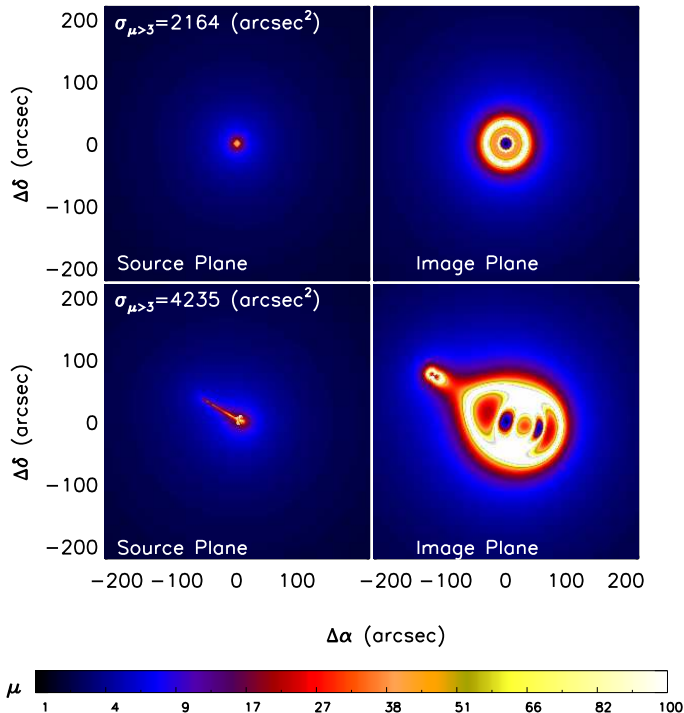 σμ>3=2164 (arcsec2)
200
100
0
−100
−200
Δδ (arcsec)
Source Plane
Image Plane
σμ>3=4235 (arcsec2)
200
100
0
−100
−200
Δδ (arcsec)
Source Plane
Image Plane
−200 −100 0 100 −200 −100 0 100 200
Δα (arcsec)
μ
1 4 9 17 27 38 51 66 82 100